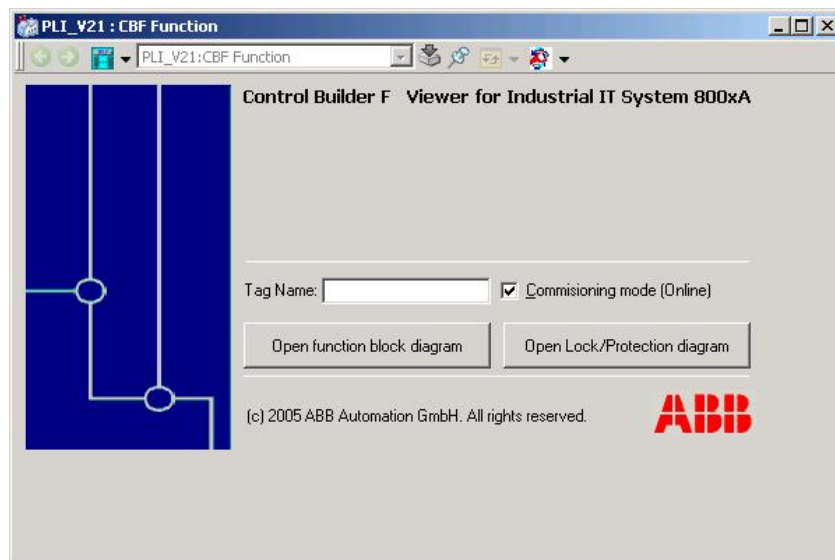 PLI_V21 : CBF Function
PLI_V21:CBF Function
Control Builder F Viewer for Industrial IT System 800xA
Tag Name:
Commisioning mode (Online)
Open function block diagram
Open Lock/Protection diagram
(c) 2005 ABB Automation GmbH. All rights reserved.
ABB